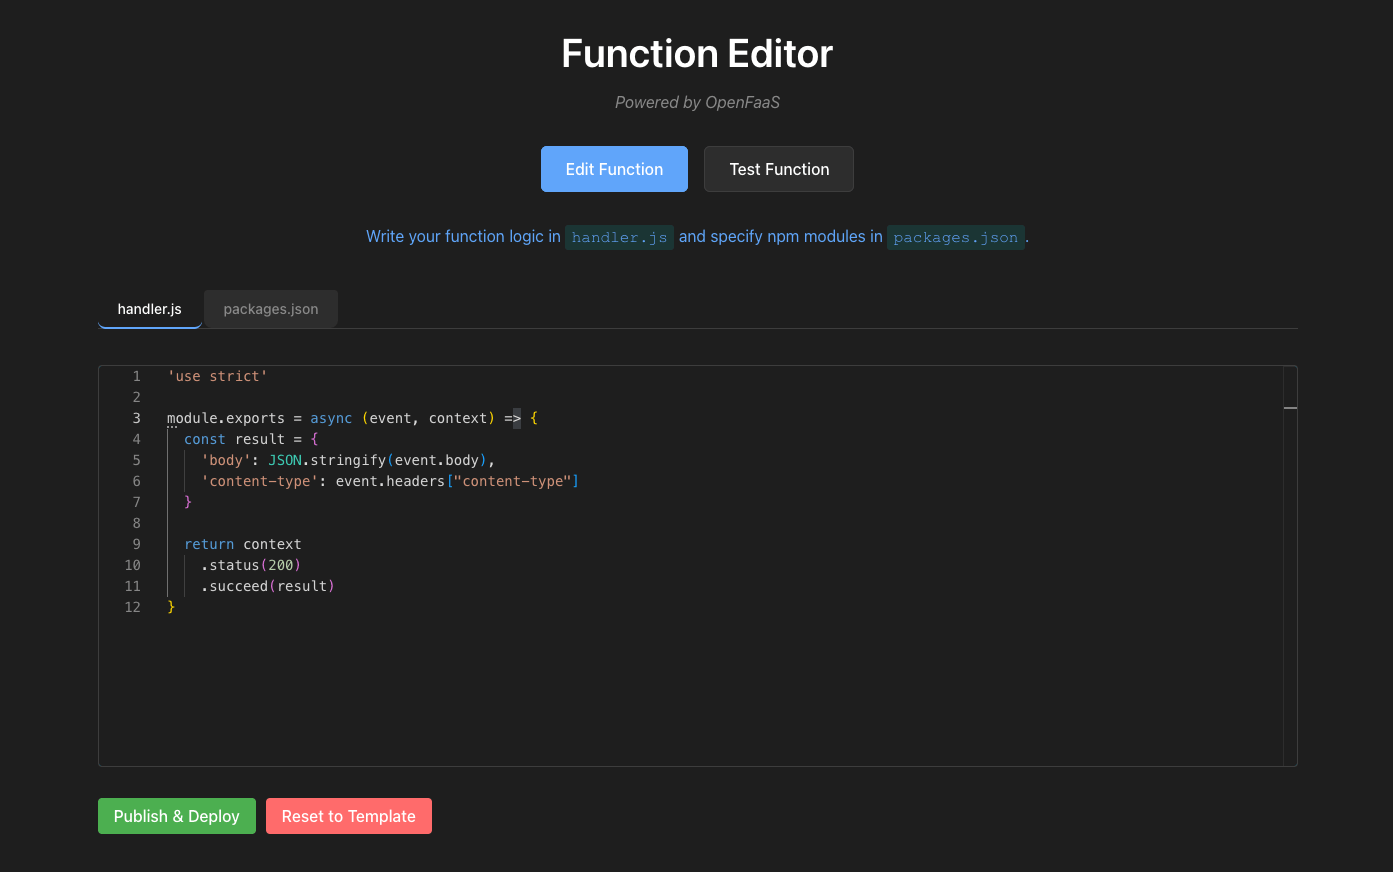 Function Editor
Powered by OpenFaaS
Edit Function
Test Function
Write your function logic in handler.js and specify npm modules in packages.json.
handler.js
packages.json
1 'use strict'
2
3 module.exports = async (event, context) => {
4   const result = {
5     'body': JSON.stringify(event.body),
6     'content-type': event.headers["content-type"]
7   }
8
9   return context
10     .status(200)
11     .succeed(result)
12 }
Publish & Deploy
Reset to Template